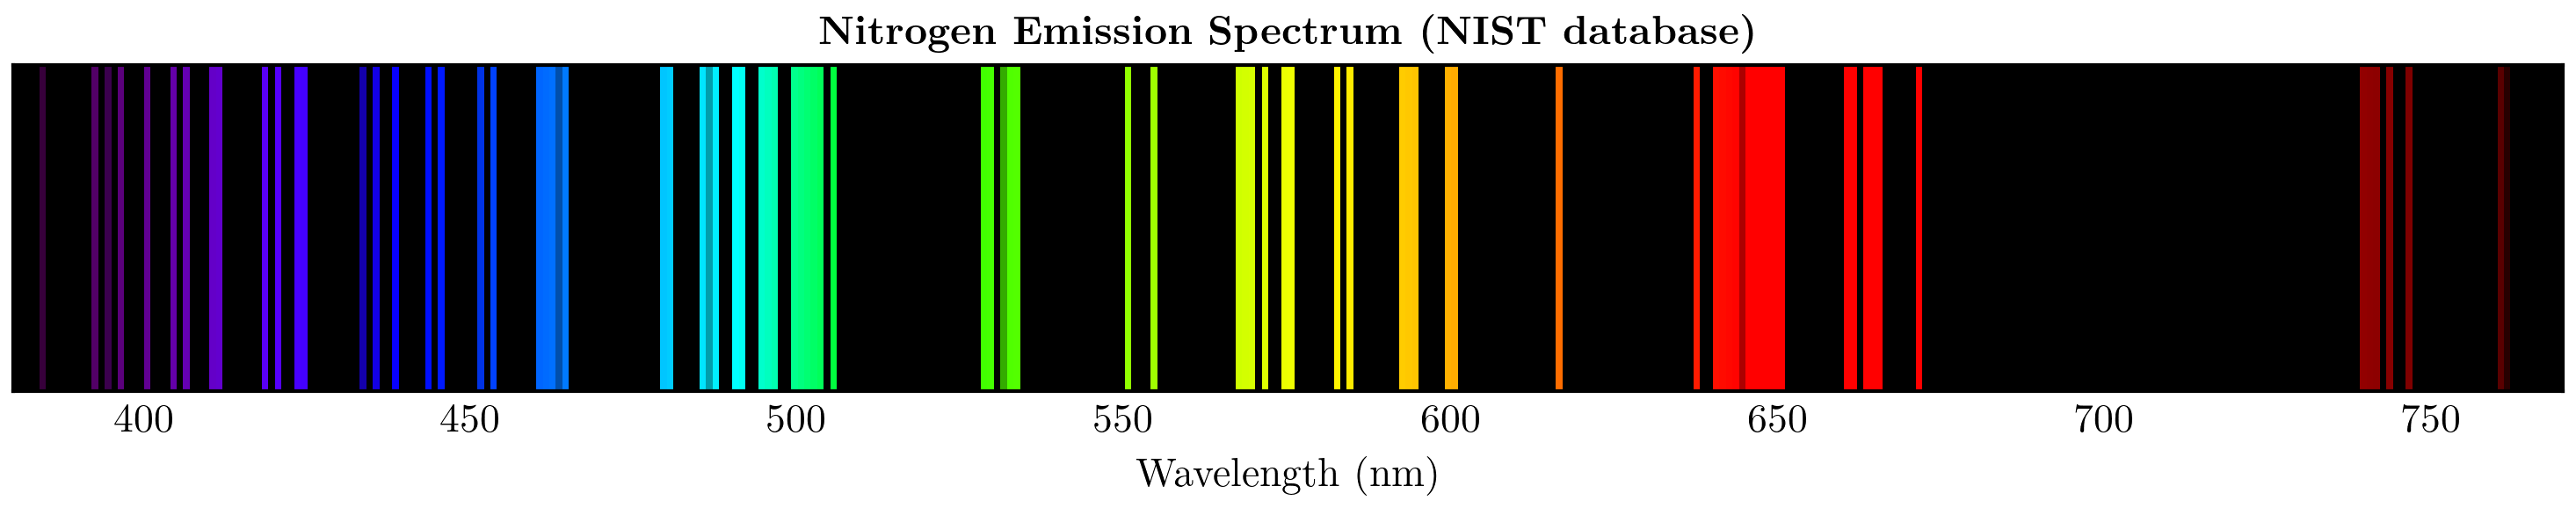 Nitrogen Emission Spectrum (NIST database)
400 450 500 550 600 650 700 750
Wavelength (nm)